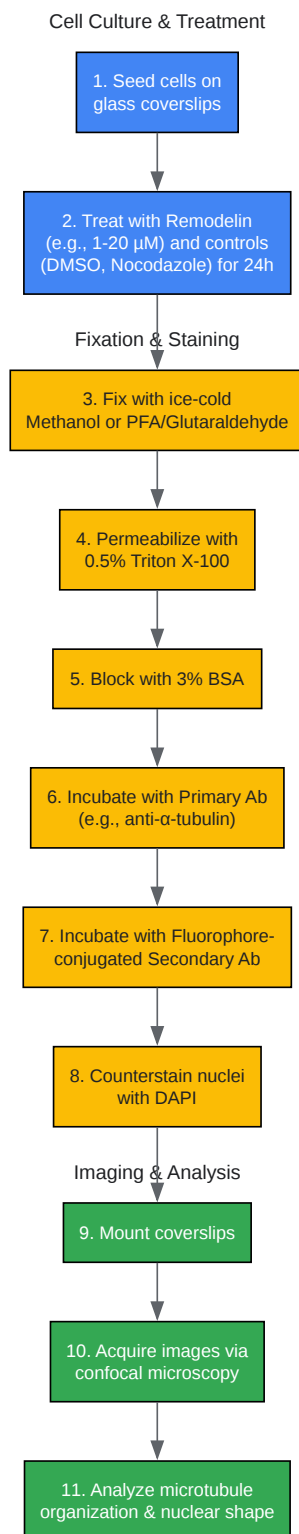 Cell Culture & Treatment
1. Seed cells on
glass coverslips
2. Treat with Remodelin
(e.g., 1-20 µM) and controls
(DMSO, Nocodazole) for 24h
Fixation & Staining
3. Fix with ice-cold
Methanol or PFA/Glutaraldehyde
4. Permeabilize with
0.5% Triton X-100
5. Block with 3% BSA
6. Incubate with Primary Ab
(e.g., anti-α-tubulin)
7. Incubate with Fluorophore-
conjugated Secondary Ab
8. Counterstain nuclei
with DAPI
Imaging & Analysis
9. Mount coverslips
10. Acquire images via
confocal microscopy
11. Analyze microtubule
organization & nuclear shape